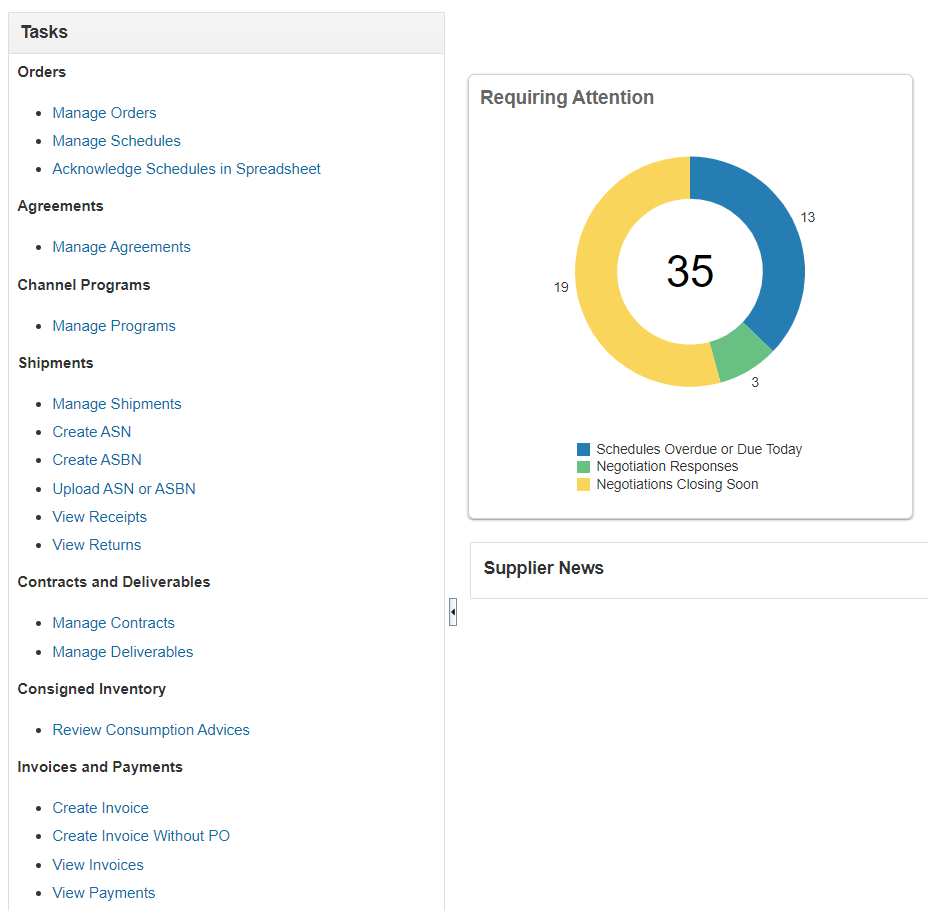 Tasks
Orders
Manage Orders
Manage Schedules
Acknowledge Schedules in Spreadsheet
Agreements
Manage Agreements
Channel Programs
Manage Programs
Shipments
Manage Shipments
Create ASN
Create ASBN
Upload ASN or ASBN
View Receipts
View Returns
Contracts and Deliverables
Manage Contracts
Manage Deliverables
Consigned Inventory
Review Consumption Advices
Invoices and Payments
Create Invoice
Create Invoice Without PO
View Invoices
View Payments
Requiring Attention
13
35
19
3
Schedules Overdue or Due Today
Negotiation Responses
Negotiations Closing Soon
Supplier News